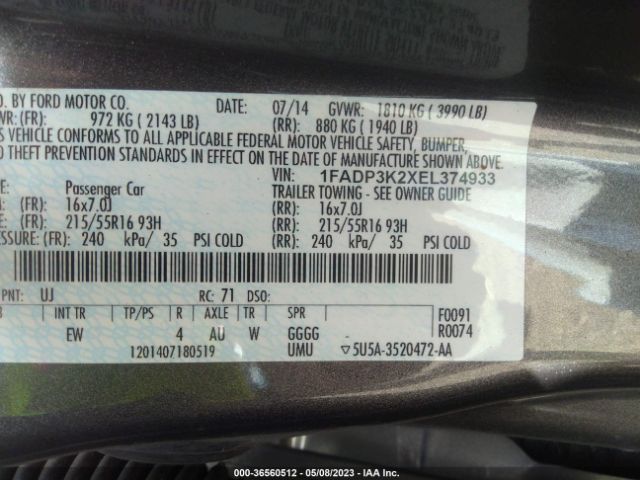 O. BY FORD MOTOR CO. DATE: 07/14 GVWR: 1810 KG ( 3990 LB)
WR: (FR): 972 KG ( 2143 LB) (RR): 880 KG ( 1940 LB)
S VEHICLE CONFORMS TO ALL APPLICABLE FEDERAL MOTOR VEHICLE SAFETY, BUMPER,
D THEFT PREVENTION STANDARDS IN EFFECT ON THE DATE OF MANUFACTURE SHOWN ABOVE.
VIN: 1FADP3K2XEL374933
E: Passenger Car TRAILER TOWING - SEE OWNER GUIDE
: (FR): 16x7.0J (RR): 16x7.0J
: (FR): 215/55R16 93H (RR): 215/55R16 93H
SSURE: (FR): 240 kPa/ 35 PSI COLD (RR): 240 kPa/ 35 PSI COLD
PNT: UJ RC: 71 DSO:
B INT TR TP/PS R AXLE TR SPR F0091
EW 4 AU W GGGG R0074
1201407180519 UMU ▽5U5A-3520472-AA
000-36560512 - 05/08/2023 - IAA Inc.